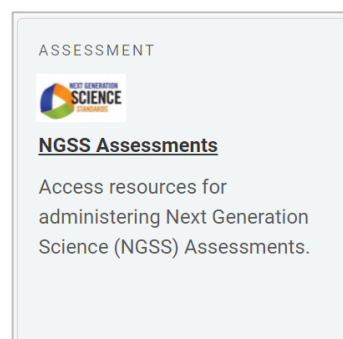 ASSESSMENT
NEXT GENERATION
SCIENCE
STANDARDS
NGSS Assessments
Access resources for
administering Next Generation
Science (NGSS) Assessments.